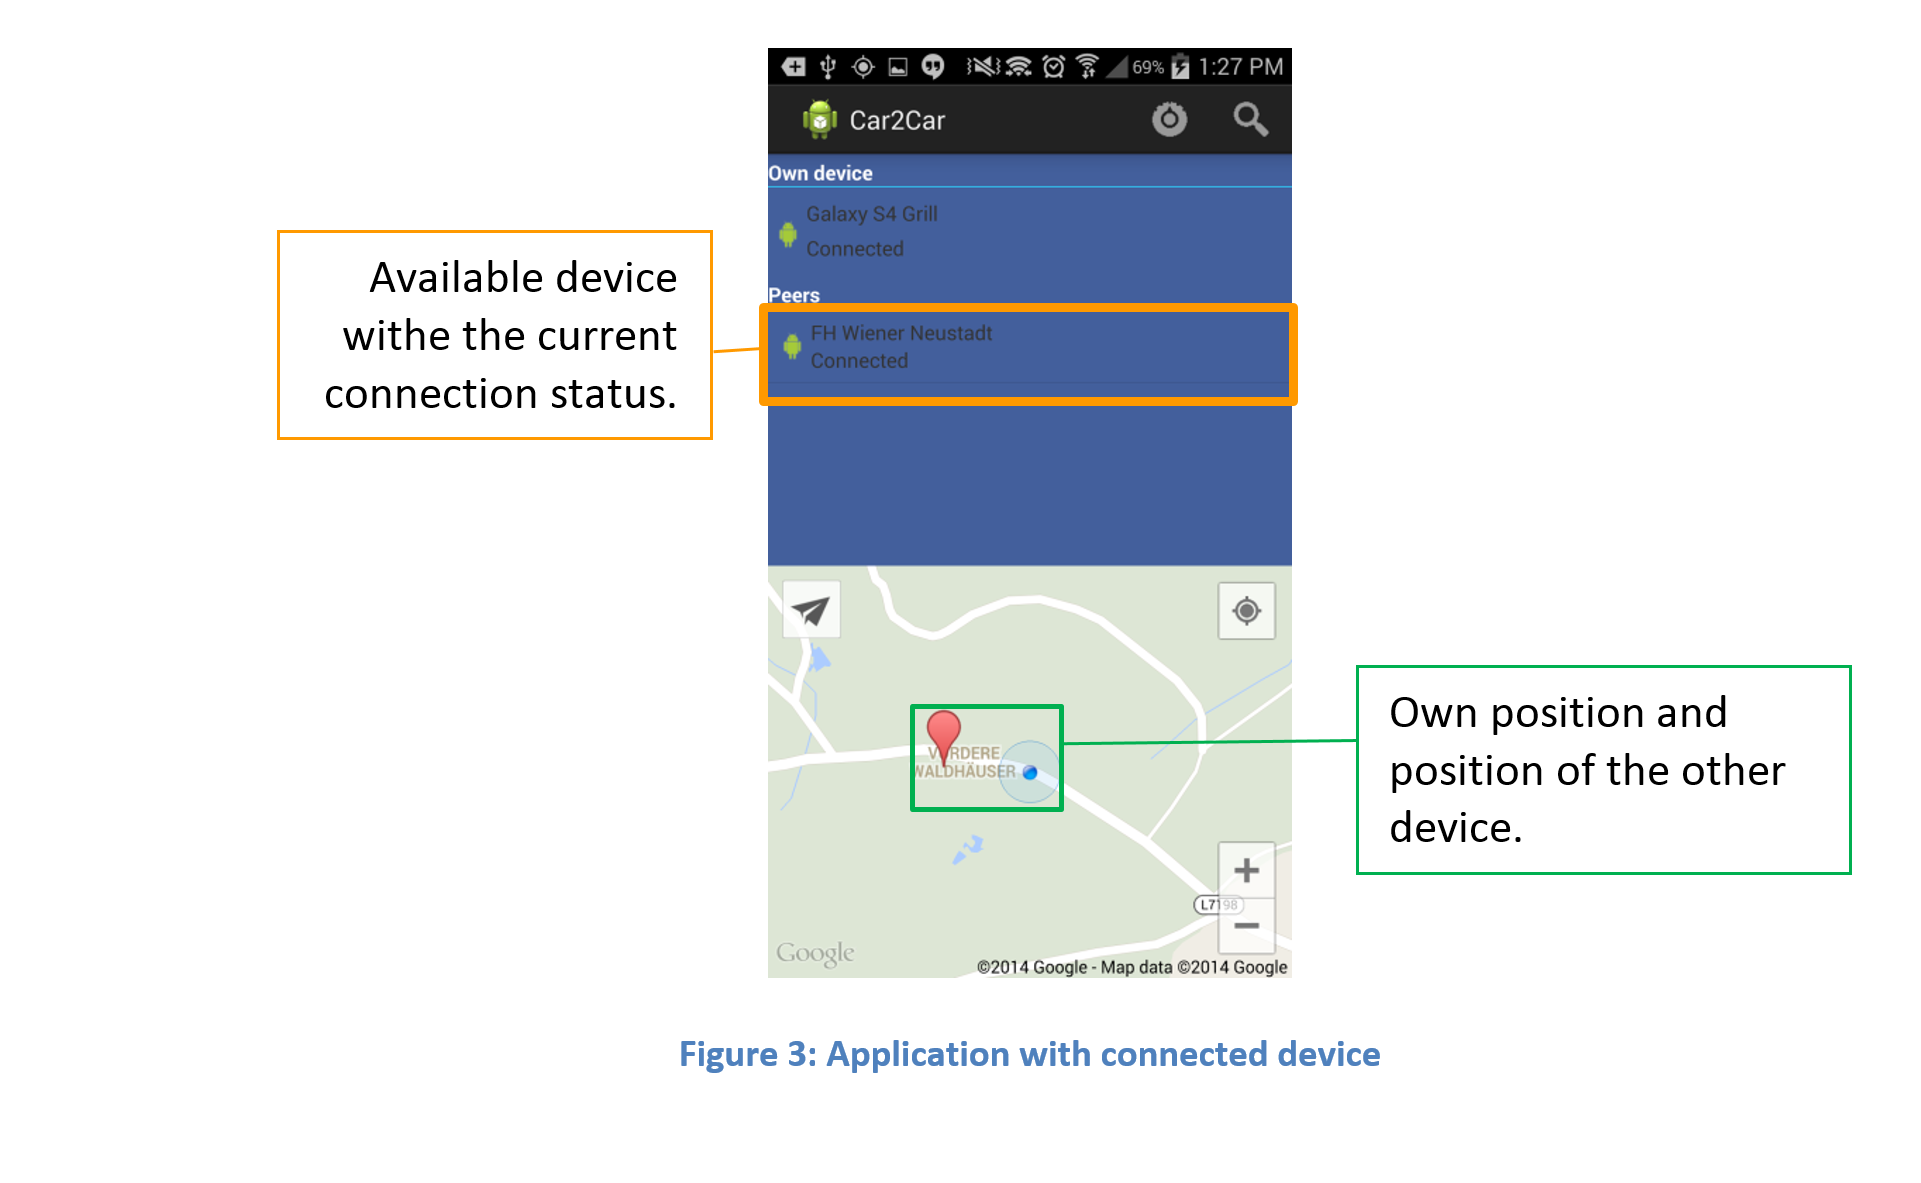 69% 1:27 PM
Car2Car
Own device
Galaxy S4 Grill
Connected
Peers
FH Wiener Neustadt
Connected
Available device
withe the current
connection status.
VORDERE
WALDHÄUSER
Own position and
position of the other
device.
L7198
Google
©2014 Google - Map data ©2014 Google
Figure 3: Application with connected device